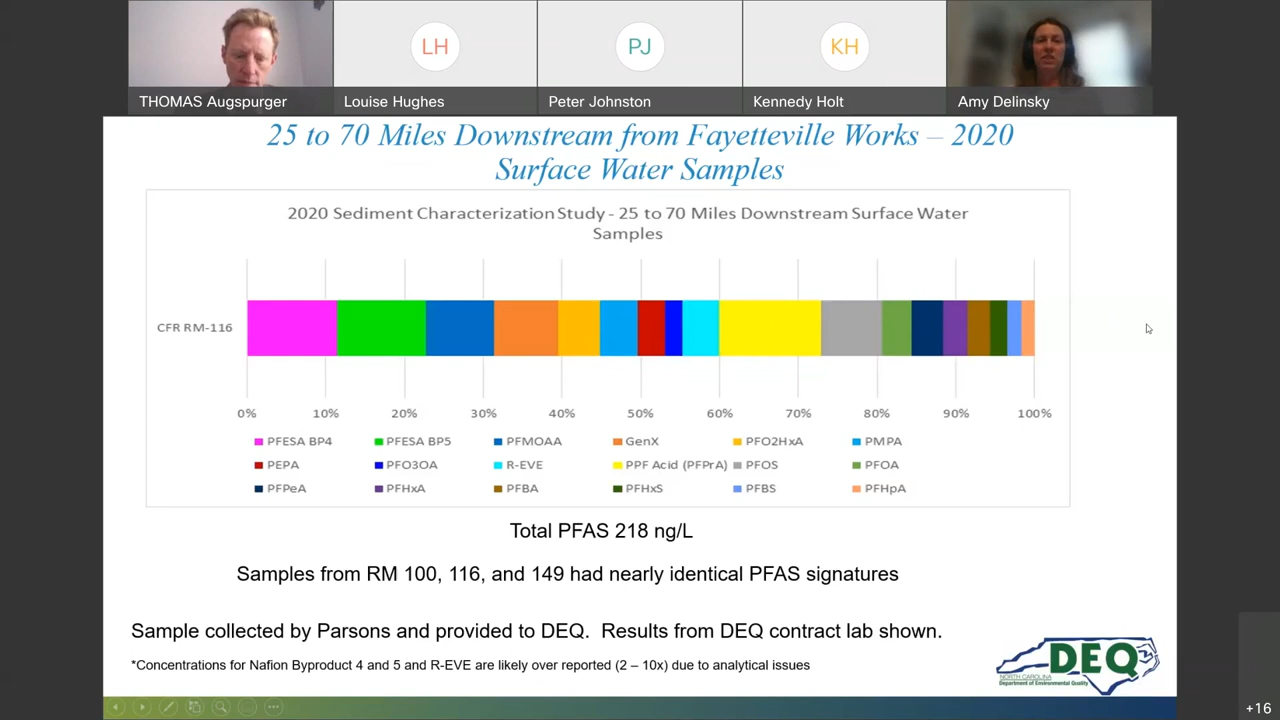 LH
PJ
KH
THOMAS Augspurger
Louise Hughes
Peter Johnston
Kennedy Holt
Amy Delinsky
25 to 70 Miles Downstream from Fayetteville Works – 2020
Surface Water Samples
2020 Sediment Characterization Study - 25 to 70 Miles Downstream Surface Water
Samples
CFR RM-116
0% 10% 20% 30% 40% 50% 60% 70% 80% 90% 100%
PFESA BP4 PFESA BP5 PFMOAA GenX PFO2HxA PMPA
PEPA PFO3OA R-EVE PPF Acid (PFPrA) PFOS PFOA
PFPeA PFHxA PFBA PFHxS PFBS PFHpA
Total PFAS 218 ng/L
Samples from RM 100, 116, and 149 had nearly identical PFAS signatures
Sample collected by Parsons and provided to DEQ. Results from DEQ contract lab shown.
*Concentrations for Nafion Byproduct 4 and 5 and R-EVE are likely over reported (2 – 10x) due to analytical issues
DEQ
NORTH CAROLINA
Department of Environmental Quality
+16